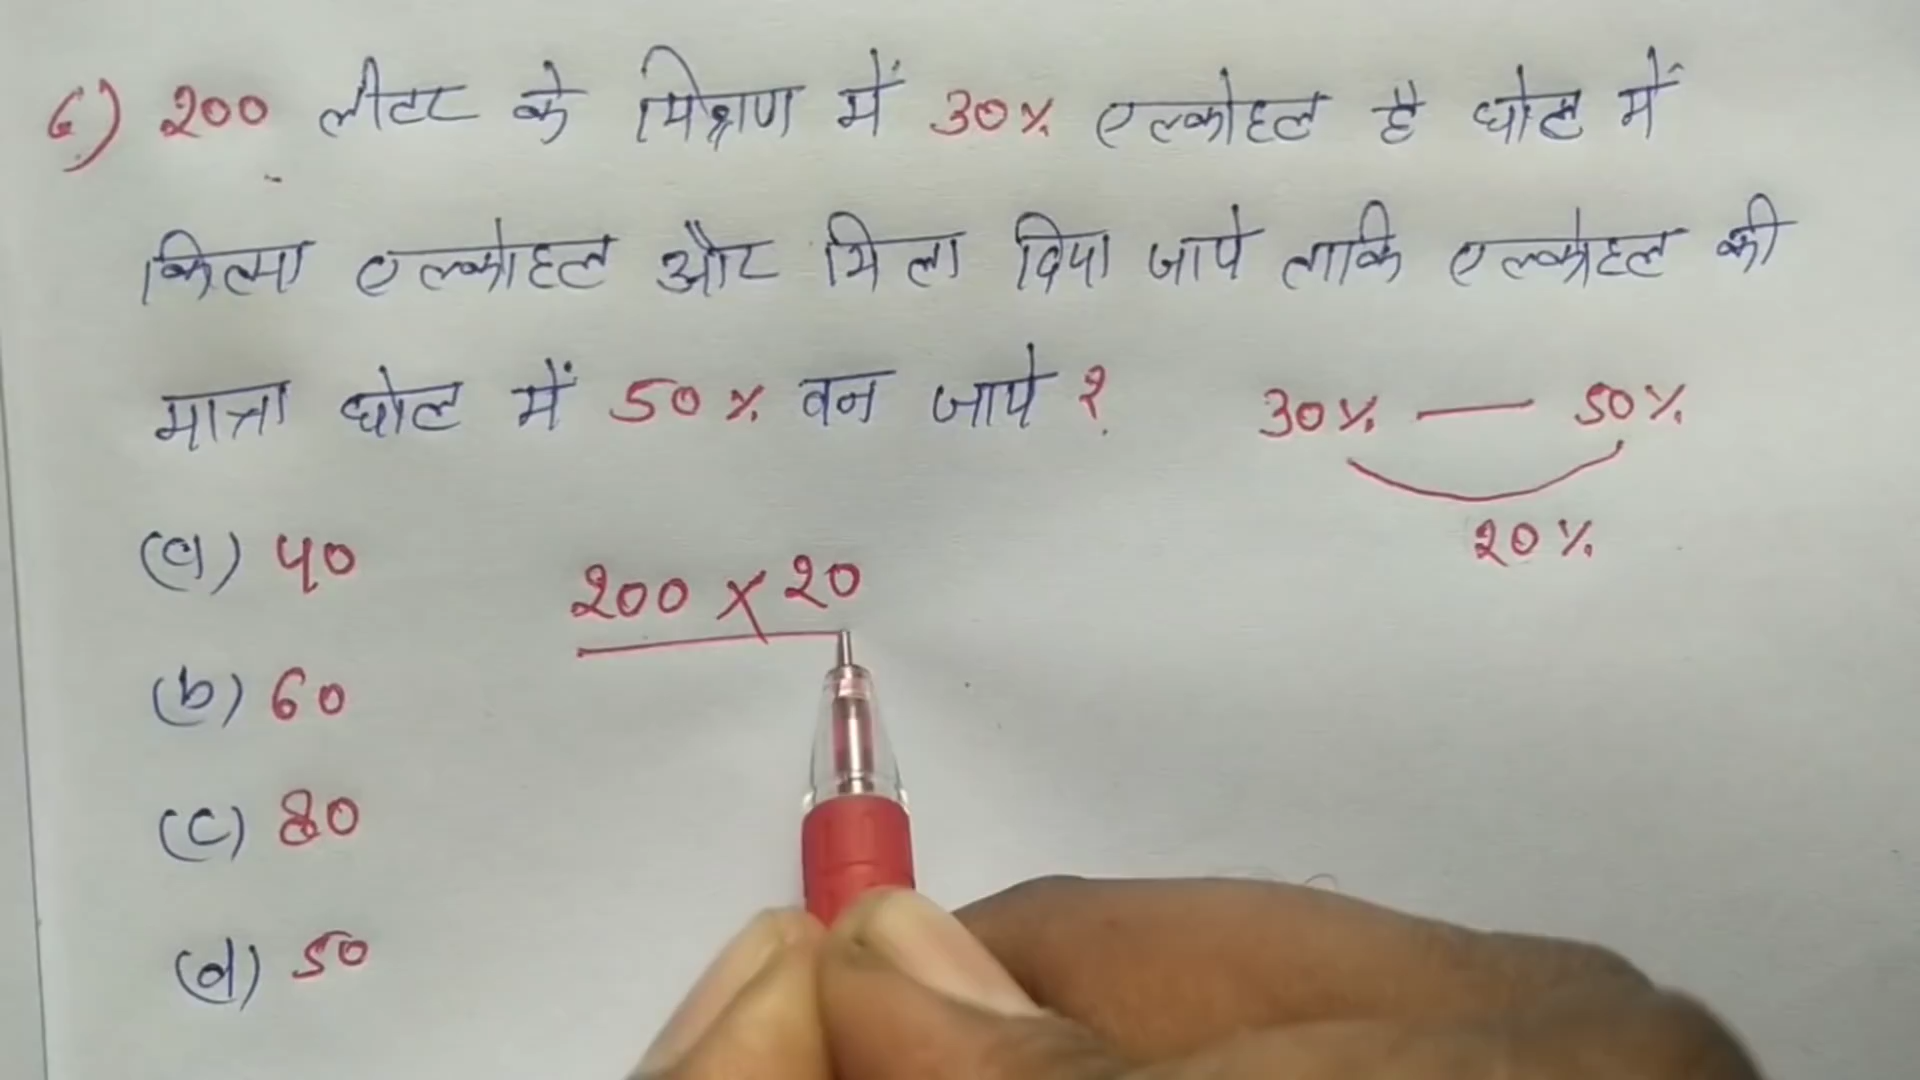 6) 200 लीटर के मिश्रण में 30% एल्कोहल है घोल में
कितना एल्कोहल और मिला दिया जाये ताकि एल्कोहल की
मात्रा घोल में 50% बन जाये ?
30% — 50%
20%
(a) 40
200 × 20
(b) 60
(c) 80
(d) 50